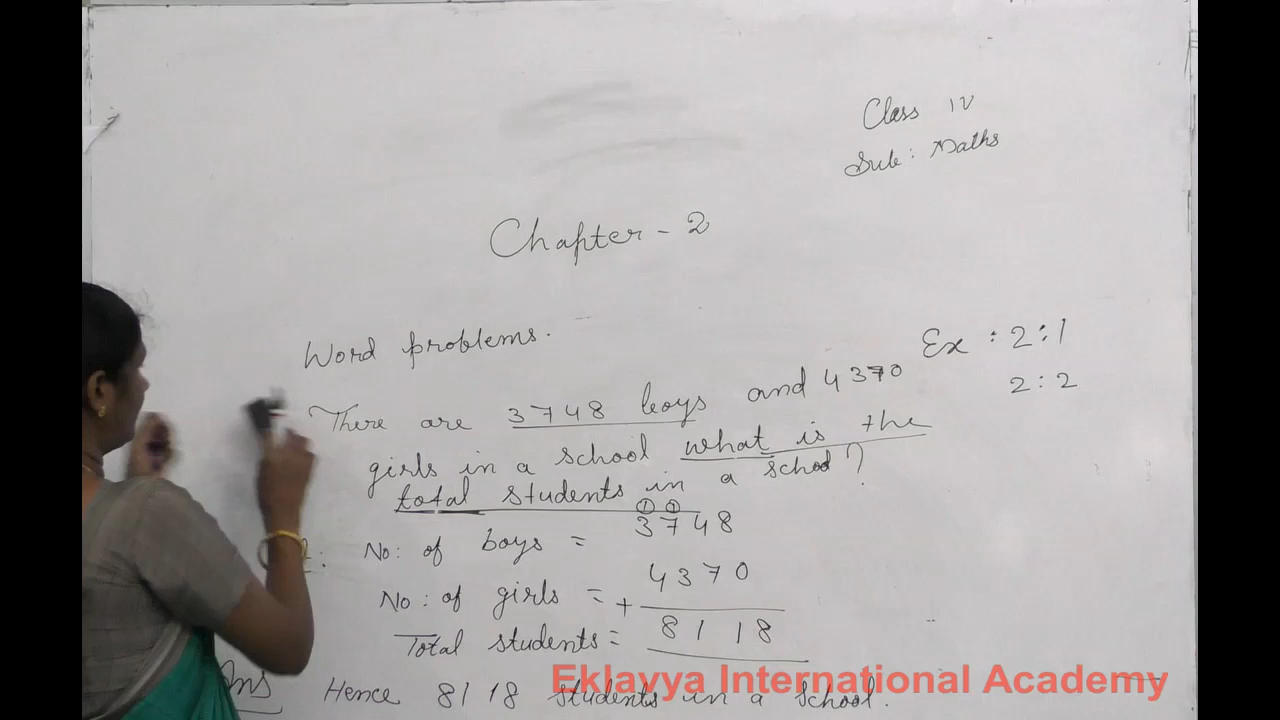 Class IV
Sub: Maths
Chapter - 2
Word problems.
Ex : 2:1
2:2
There are 3748 boys and 4370
girls in a school what is the
total students in a school?
No: of boys = 3748
No: of girls = + 4370
Total students = 8118
Ans Hence 8118 students in a school.
Eklavya International Academy